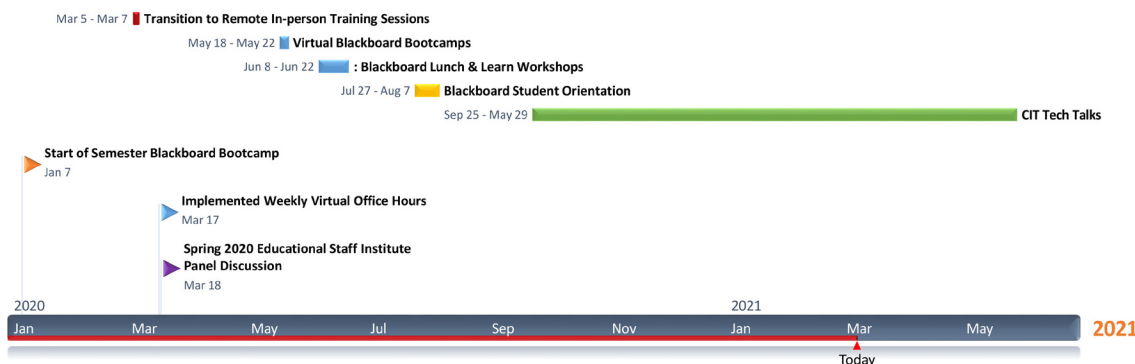 Mar 5 - Mar 7 Transition to Remote In-person Training Sessions
May 18 - May 22 Virtual Blackboard Bootcamps
Jun 8 - Jun 22 : Blackboard Lunch & Learn Workshops
Jul 27 - Aug 7 Blackboard Student Orientation
Sep 25 - May 29 CIT Tech Talks
Start of Semester Blackboard Bootcamp
Jan 7
Implemented Weekly Virtual Office Hours
Mar 17
Spring 2020 Educational Staff Institute
Panel Discussion
Mar 18
2020 2021
Jan Mar May Jul Sep Nov Jan Mar May 2021
Today